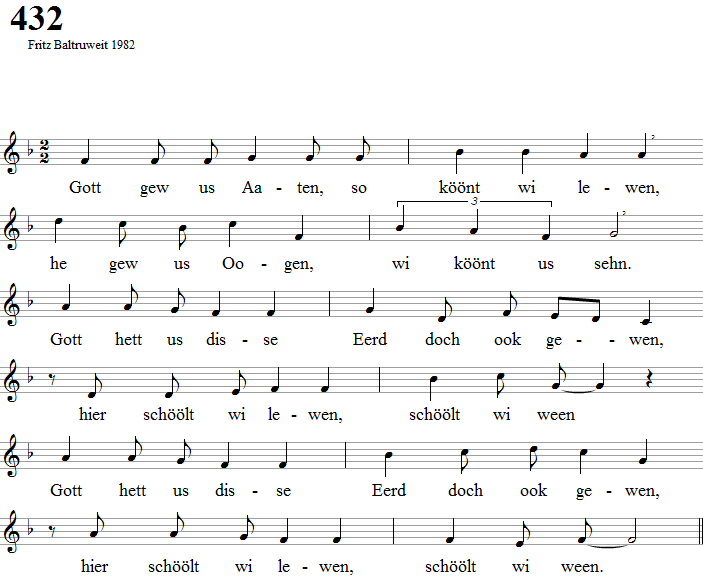 432
Fritz Baltruweit 1982
Gott gew us Aa - ten, so köönt wi le - wen,
3
he gew us Oo - gen, wi köönt us sehn.
Gott hett us dis - se Eerd doch ook ge - - wen,
hier schöölt wi le - wen, schöölt wi ween
Gott hett us dis - se Eerd doch ook ge - wen,
hier schöölt wi le - wen, schöölt wi ween.